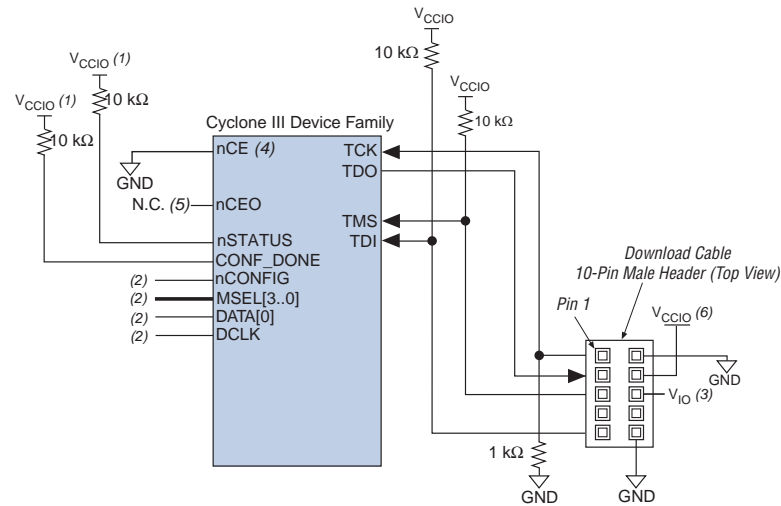 VCCIO
10 kΩ
VCCIO (1)
10 kΩ
VCCIO
10 kΩ
VCCIO (1)
10 kΩ
Cyclone III Device Family
nCE (4)
GND
N.C. (5)
nCEO
nSTATUS
CONF_DONE
(2) nCONFIG
(2) MSEL[3..0]
(2) DATA[0]
(2) DCLK
TCK
TDO
TMS
TDI
Download Cable
10-Pin Male Header (Top View)
Pin 1
VCCIO (6)
GND
VIO (3)
1 kΩ
GND
GND